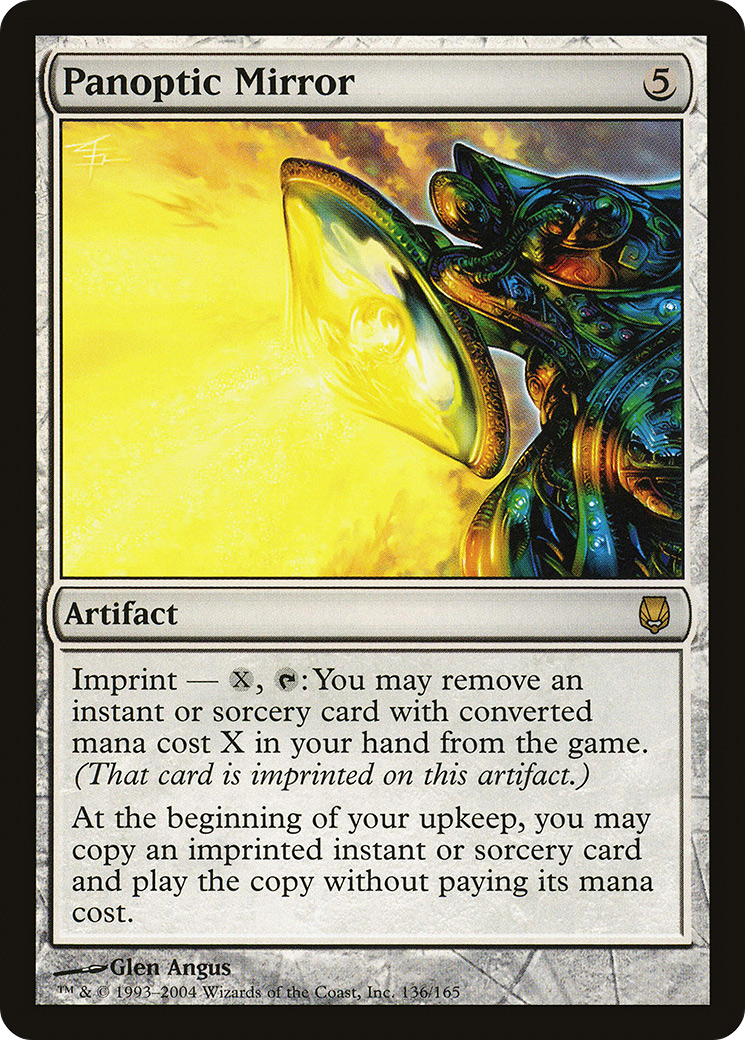 Panoptic Mirror 5
Artifact
Imprint — X, T: You may remove an
instant or sorcery card with converted
mana cost X in your hand from the game.
(That card is imprinted on this artifact.)
At the beginning of your upkeep, you may
copy an imprinted instant or sorcery card
and play the copy without paying its mana
cost.
Glen Angus
™ & © 1993–2004 Wizards of the Coast, Inc. 136/165